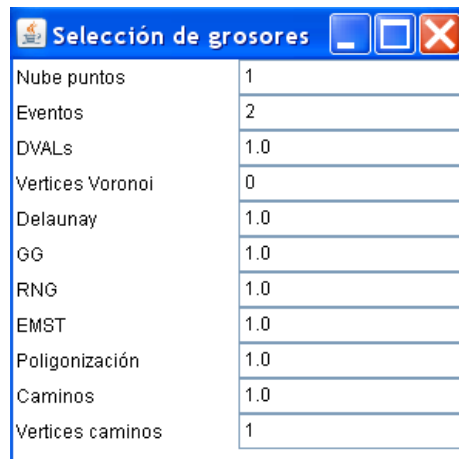 Selección de grosores
Nube puntos 1
Eventos 2
DVALs 1.0
Vertices Voronoi 0
Delaunay 1.0
GG 1.0
RNG 1.0
EMST 1.0
Poligonización 1.0
Caminos 1.0
Vertices caminos 1